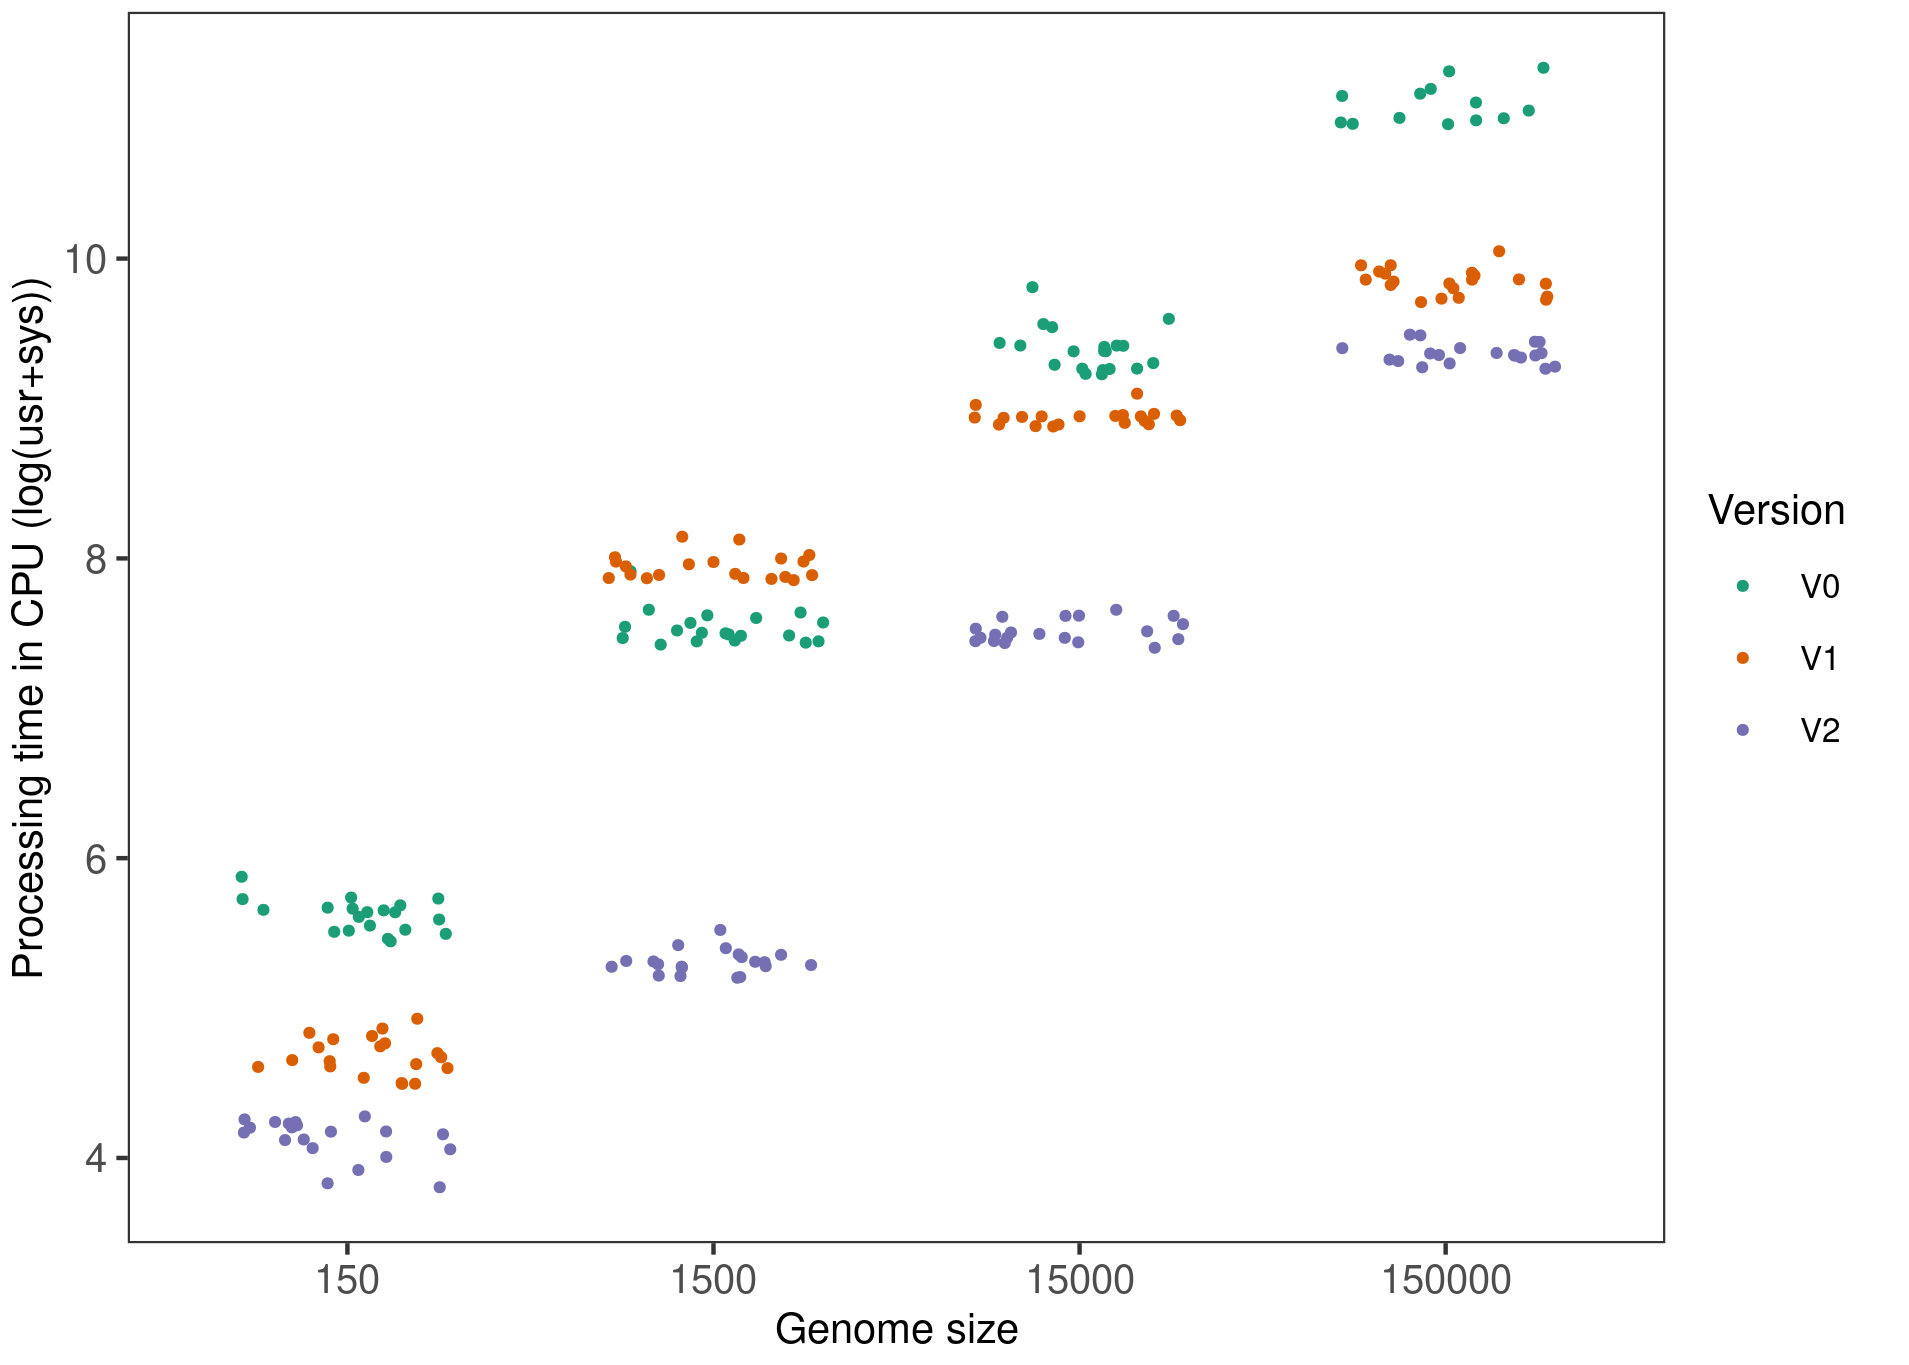 Processing time in CPU (log(usr+sys))
10
8
6
4
150
1500
15000
150000
Genome size
Version
V0
V1
V2